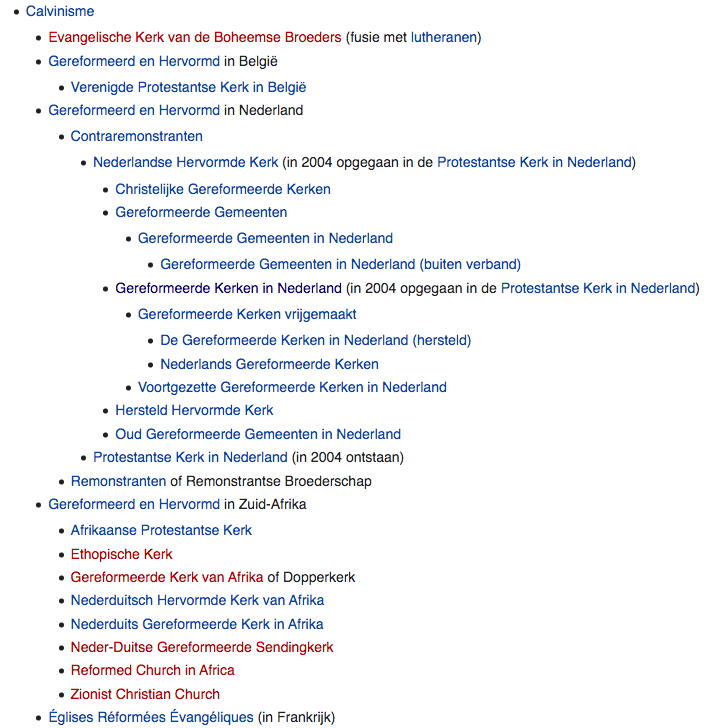 Calvinisme
Evangelische Kerk van de Boheemse Broeders (fusie met lutheranen)
Gereformeerd en Hervormd in België
Verenigde Protestantse Kerk in België
Gereformeerd en Hervormd in Nederland
Contraremonstranten
Nederlandse Hervormde Kerk (in 2004 opgegaan in de Protestantse Kerk in Nederland)
Christelijke Gereformeerde Kerken
Gereformeerde Gemeenten
Gereformeerde Gemeenten in Nederland
Gereformeerde Gemeenten in Nederland (buiten verband)
Gereformeerde Kerken in Nederland (in 2004 opgegaan in de Protestantse Kerk in Nederland)
Gereformeerde Kerken vrijgemaakt
De Gereformeerde Kerken in Nederland (hersteld)
Nederlands Gereformeerde Kerken
Voortgezette Gereformeerde Kerken in Nederland
Hersteld Hervormde Kerk
Oud Gereformeerde Gemeenten in Nederland
Protestantse Kerk in Nederland (in 2004 ontstaan)
Remonstranten of Remonstrantse Broederschap
Gereformeerd en Hervormd in Zuid-Afrika
Afrikaanse Protestantse Kerk
Ethopische Kerk
Gereformeerde Kerk van Afrika of Dopperkerk
Nederduitsch Hervormde Kerk van Afrika
Nederduits Gereformeerde Kerk in Afrika
Neder-Duitse Gereformeerde Sendingkerk
Reformed Church in Africa
Zionist Christian Church
Églises Réformées Évangéliques (in Frankrijk)